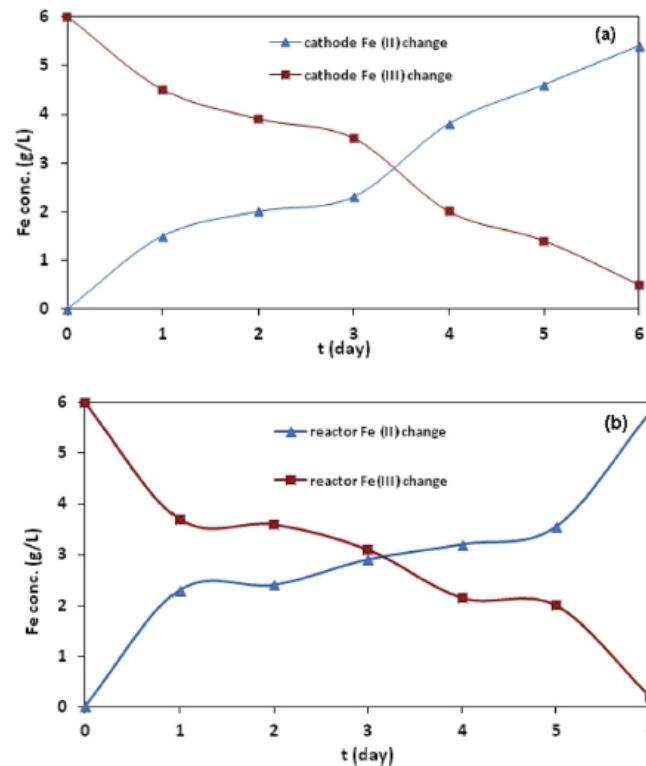 (a)
cathode Fe (II) change
cathode Fe (III) change
Fe conc. (g/L)
6
5
4
3
2
1
0
0 1 2 3 4 5 6
t (day)
(b)
reactor Fe (II) change
reactor Fe(III) change
Fe conc. (g/L)
6
5
4
3
2
1
0
0 1 2 3 4 5
t (day)